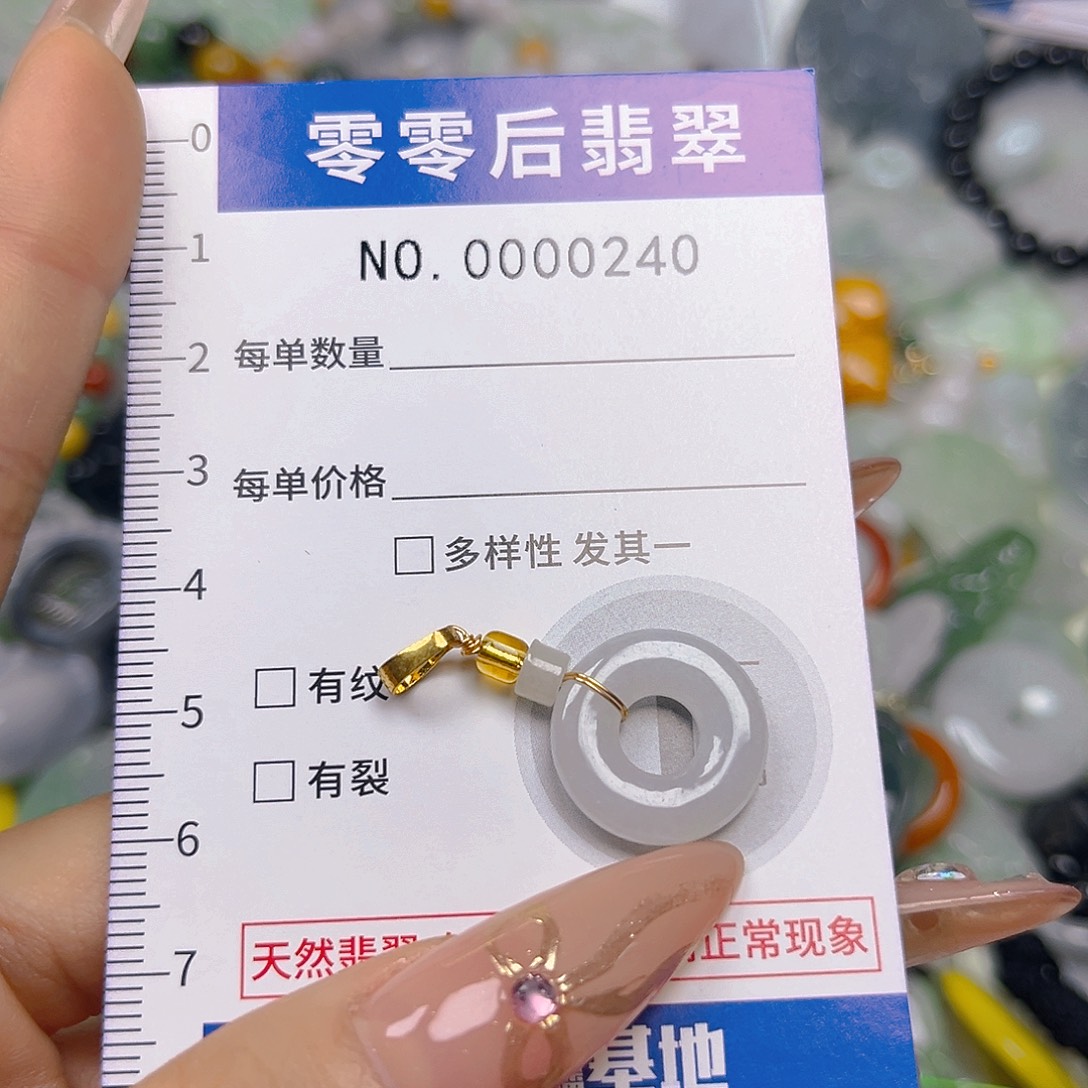 零零后翡翠
NO. 0000240
每单数量
每单价格
□多样性 发其一
□有纹
□有裂
天然翡翠 正常现象
基地
0
1
2
3
4
5
6
7